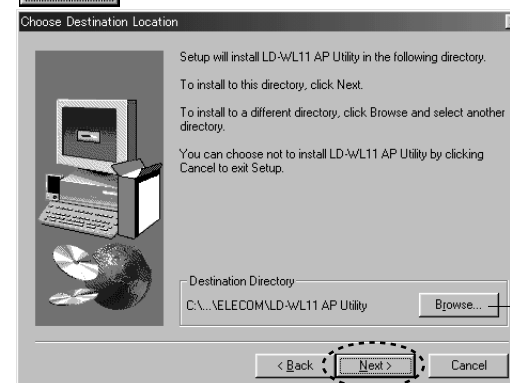 Choose Destination Location
Setup will install LD-WL11 AP Utility in the following directory.
To install to this directory, click Next.
To install to a different directory, click Browse and select another
directory.
You can choose not to install LD-WL11 AP Utility by clicking
Cancel to exit Setup.
Destination Directory
C:\...\ELECOM\LD-WL11 AP Utility
Browse...
< Back
Next >
Cancel